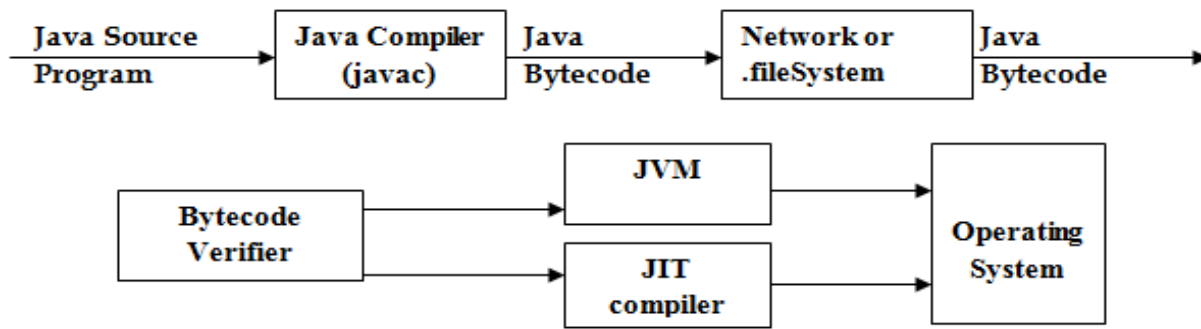 Java Source
Program
Java Compiler
(javac)
Java
Bytecode
Network or
.fileSystem
Java
Bytecode
Bytecode
Verifier
JVM
JIT
compiler
Operating
System